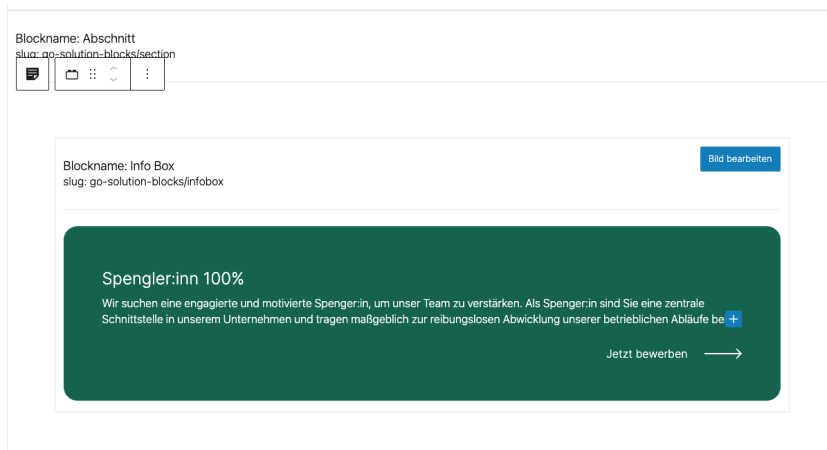 Blockname: Abschnitt
slug: go-solution-blocks/section
Blockname: Info Box
slug: go-solution-blocks/infobox
Bild bearbeiten
Spengler:inn 100%
Wir suchen eine engagierte und motivierte Spenger:in, um unser Team zu verstärken. Als Spenger:in sind Sie eine zentrale
Schnittstelle in unserem Unternehmen und tragen maßgeblich zur reibungslosen Abwicklung unserer betrieblichen Abläufe be
Jetzt bewerben